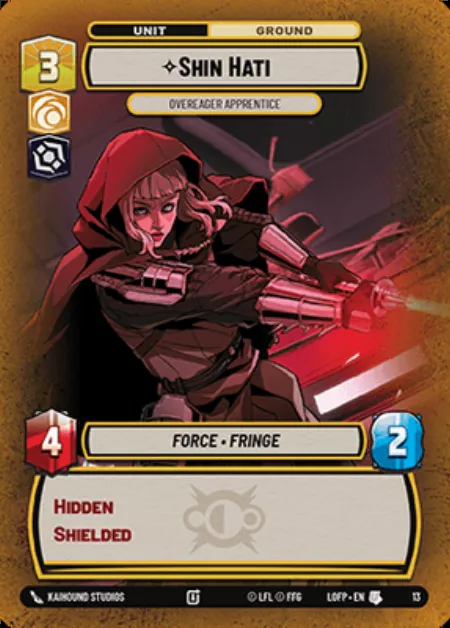 UNIT GROUND
3
✧SHIN HATI
OVEREAGER APPRENTICE
4 FORCE • FRINGE 2
HIDDEN
SHIELDED
KAIHOUND STUDIOS © LFL © FFG LOFP • EN 13